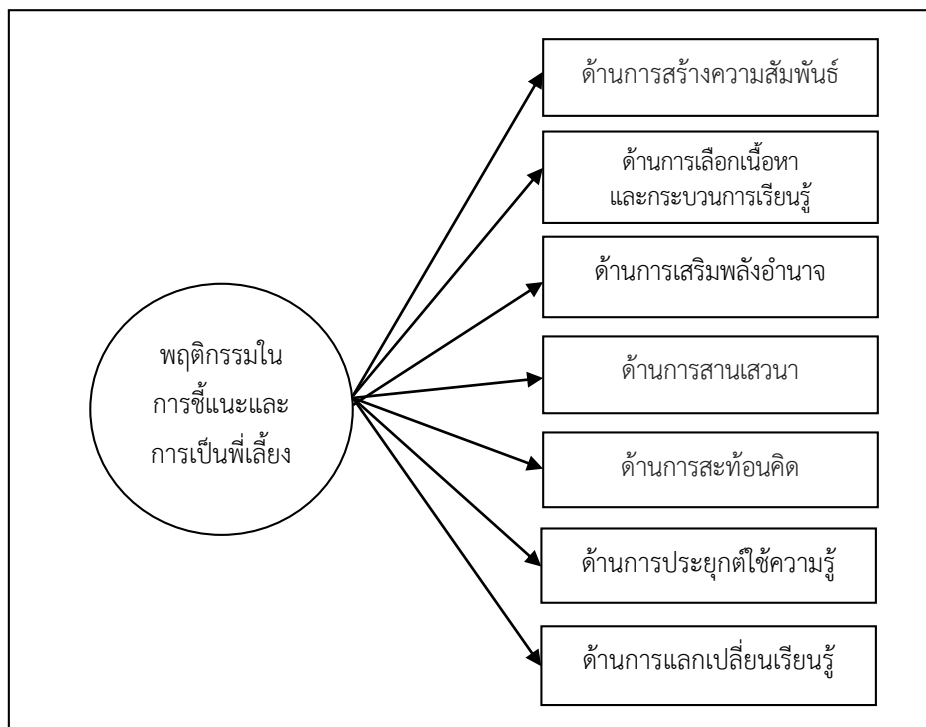 ด้านการสร้างความสัมพันธ์
ด้านการเลือกเนื้อหา
และกระบวนการเรียนรู้
ด้านการเสริมพลังอำนาจ
พฤติกรรมใน
การชี้แนะและ
การเป็นพี่เลี้ยง
ด้านการสานเสวนา
ด้านการสะท้อนคิด
ด้านการประยุกต์ใช้ความรู้
ด้านการแลกเปลี่ยนเรียนรู้